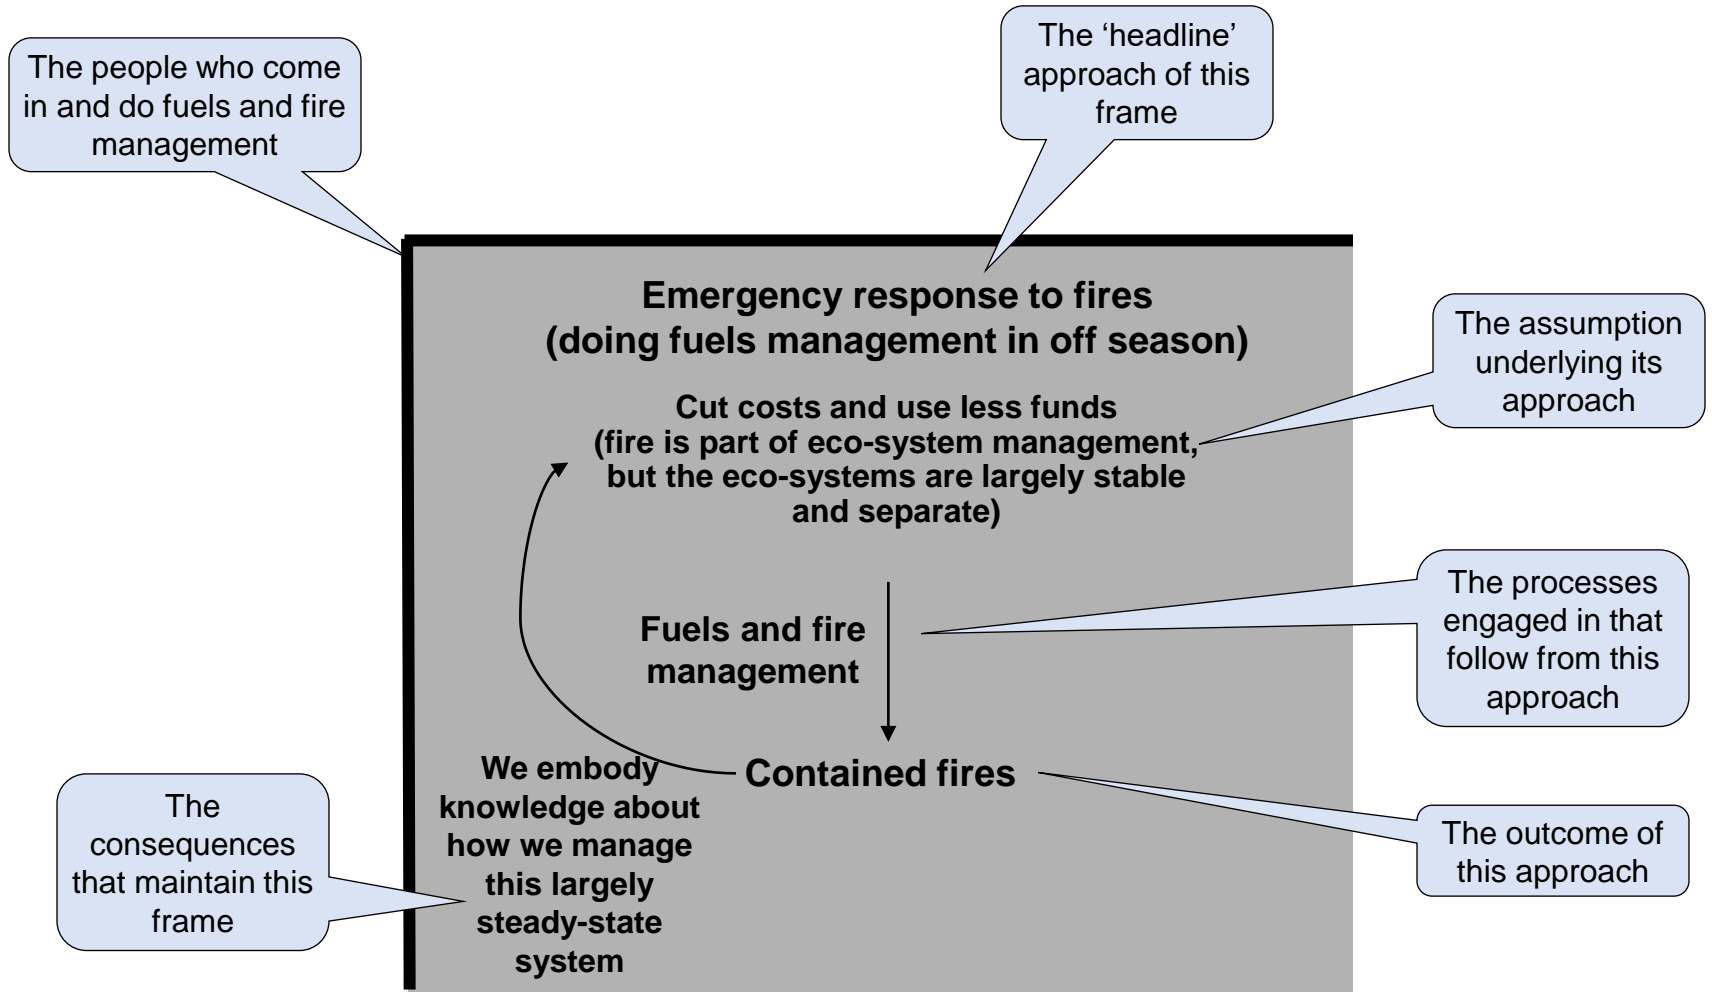 The people who come
in and do fuels and fire
management
The ‘headline’
approach of this
frame
Emergency response to fires
(doing fuels management in off season)
Cut costs and use less funds
(fire is part of eco-system management,
but the eco-systems are largely stable
and separate)
The assumption
underlying its
approach
Fuels and fire
management
The processes
engaged in that
follow from this
approach
Contained fires
We embody
knowledge about
how we manage
this largely
steady-state
system
The
consequences
that maintain this
frame
The outcome of
this approach